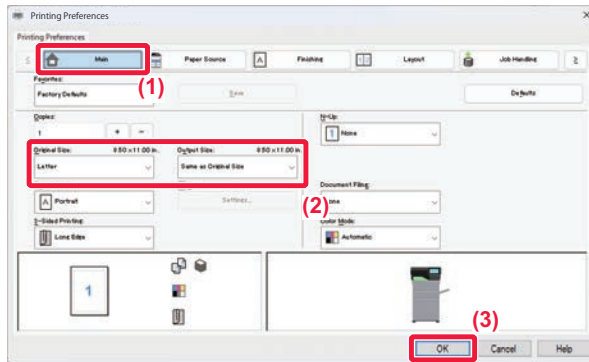 Printing Preferences
Printing Preferences
Main Paper Source A Finishing Layout Job Handling
(1)
Favorites:
Factory Defaults Save Defaults
Copies: N-Up:
1 + - 1 None
Original Size: 8.50 x 11.00 in. Output Size: 8.50 x 11.00 in.
Letter Same as Original Size
Document Filing:
A Portrait Settings... None
(2)
2-Sided Printing: Color Mode:
Long Edge Automatic
1
(3)
OK Cancel Help